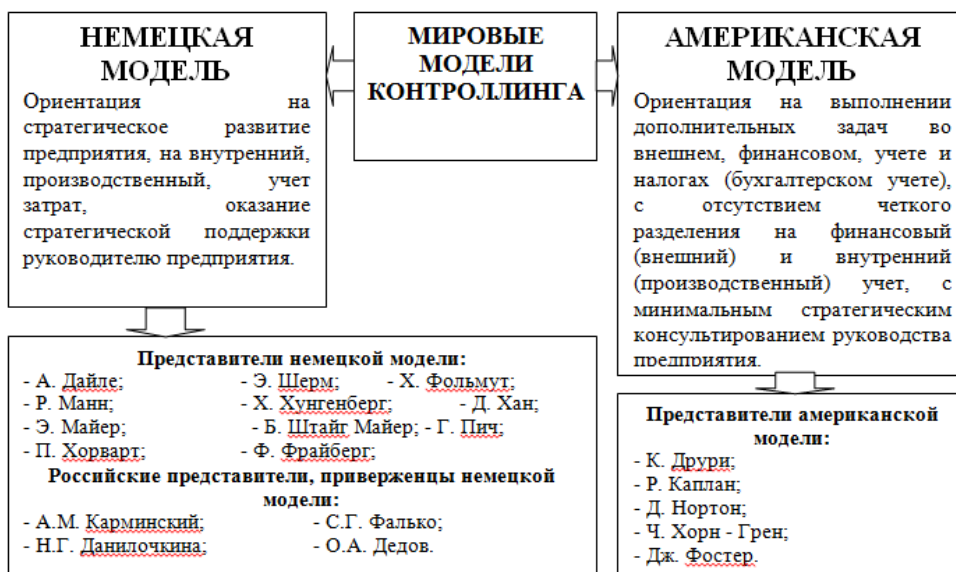 НЕМЕЦКАЯ
МОДЕЛЬ
Ориентация на
стратегическое развитие
предприятия, на внутренний,
производственный, учет
затрат, оказание
стратегической поддержки
руководителю предприятия.
МИРОВЫЕ
МОДЕЛИ
КОНТРОЛЛИНГА
АМЕРИКАНСКАЯ
МОДЕЛЬ
Ориентация на выполнении
дополнительных задач во
внешнем, финансовом, учете и
налогах (бухгалтерском учете),
с отсутствием четкого
разделения на финансовый
(внешний) и внутренний
(производственный) учет, с
минимальным стратегическим
консультированием руководства
предприятия.
Представители немецкой модели:
- А. Дайле; - Э. Шерм; - Х. Фольмут;
- Р. Манн; - Х. Хунгенберг; - Д. Хан;
- Э. Майер; - Б. Штайг Майер; - Г. Пич;
- П. Хорварт; - Ф. Фрайберг;
Российские представители, приверженцы немецкой
модели:
- А.М. Карминский; - С.Г. Фалько;
- Н.Г. Данилочкина; - О.А. Дедов.
Представители американской
модели:
- К. Друри;
- Р. Каплан;
- Д. Нортон;
- Ч. Хорн - Грен;
- Дж. Фостер.